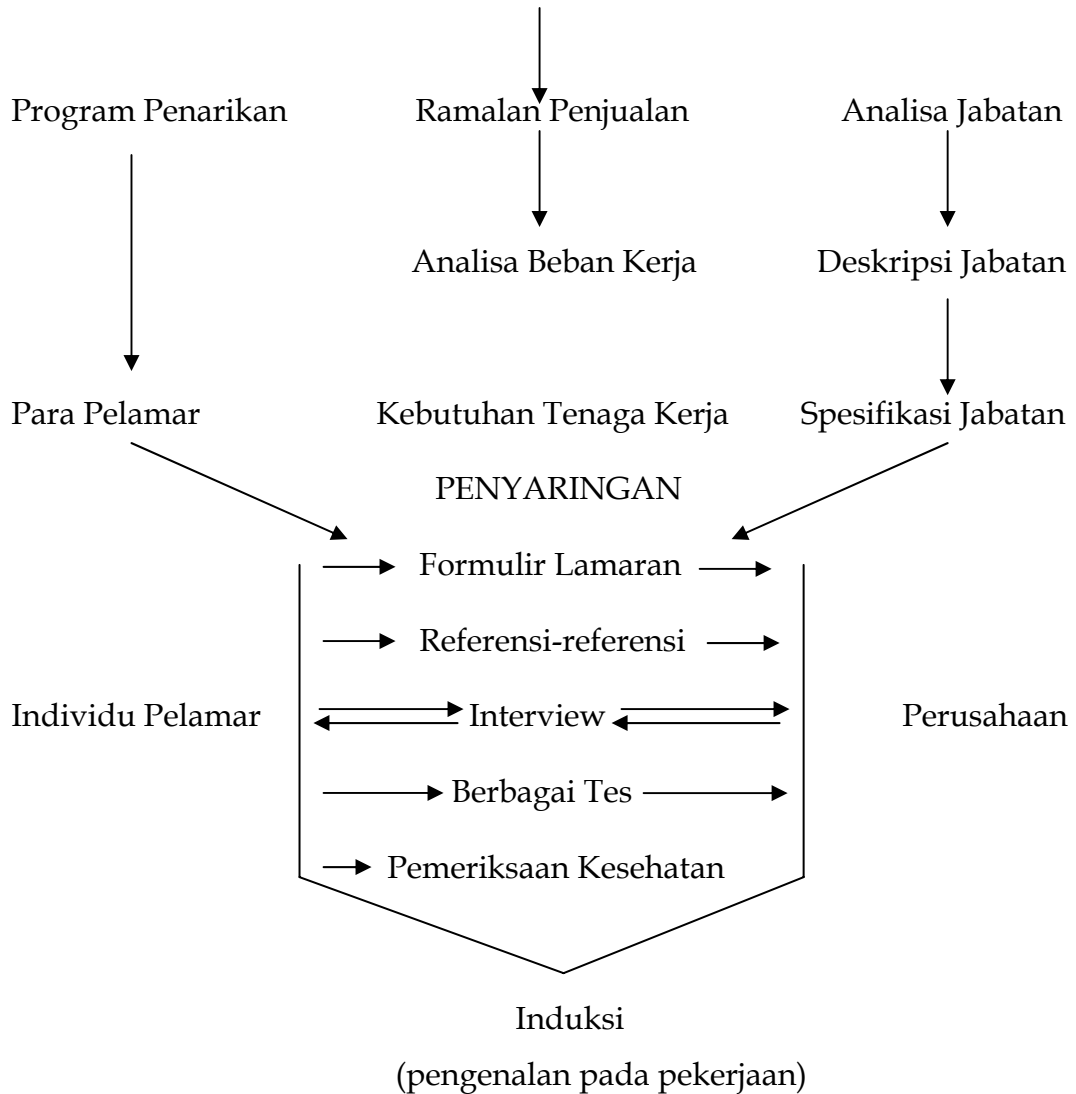 Program Penarikan Ramalan Penjualan Analisa Jabatan
Analisa Beban Kerja Deskripsi Jabatan
Para Pelamar Kebutuhan Tenaga Kerja Spesifikasi Jabatan
PENYARINGAN
Formulir Lamaran
Referensi-referensi
Individu Pelamar Interview Perusahaan
Berbagai Tes
Pemeriksaan Kesehatan
Induksi
(pengenalan pada pekerjaan)